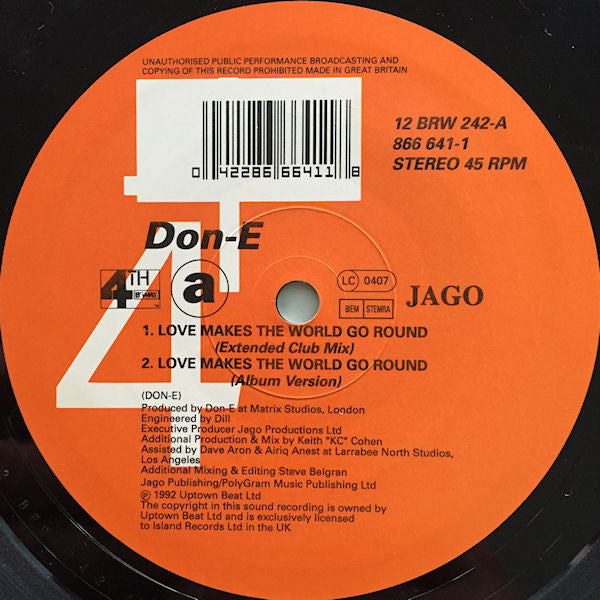 UNAUTHORISED PUBLIC PERFORMANCE BROADCASTING AND
COPYING OF THIS RECORD PROHIBITED MADE IN GREAT BRITAIN
12 BRW 242-A
866 641-1
STEREO 45 RPM
0 42286 66411 8
Don-E
4TH
B'WAY
a
LC 0407
BIEM STEMRA
JAGO
1. LOVE MAKES THE WORLD GO ROUND
(Extended Club Mix)
2. LOVE MAKES THE WORLD GO ROUND
(Album Version)
(DON-E)
Produced by Don-E at Matrix Studios, London
Engineered by Dill
Executive Producer Jago Productions Ltd
Additional Production & Mix by Keith "KC" Cohen
Assisted by Dave Aron & Airiq Anest at Larrabee North Studios,
Los Angeles
Additional Mixing & Editing Steve Belgran
Jago Publishing/PolyGram Music Publishing Ltd
℗ 1992 Uptown Beat Ltd
The copyright in this sound recording is owned by
Uptown Beat Ltd and is exclusively licensed
to Island Records Ltd in the UK
4